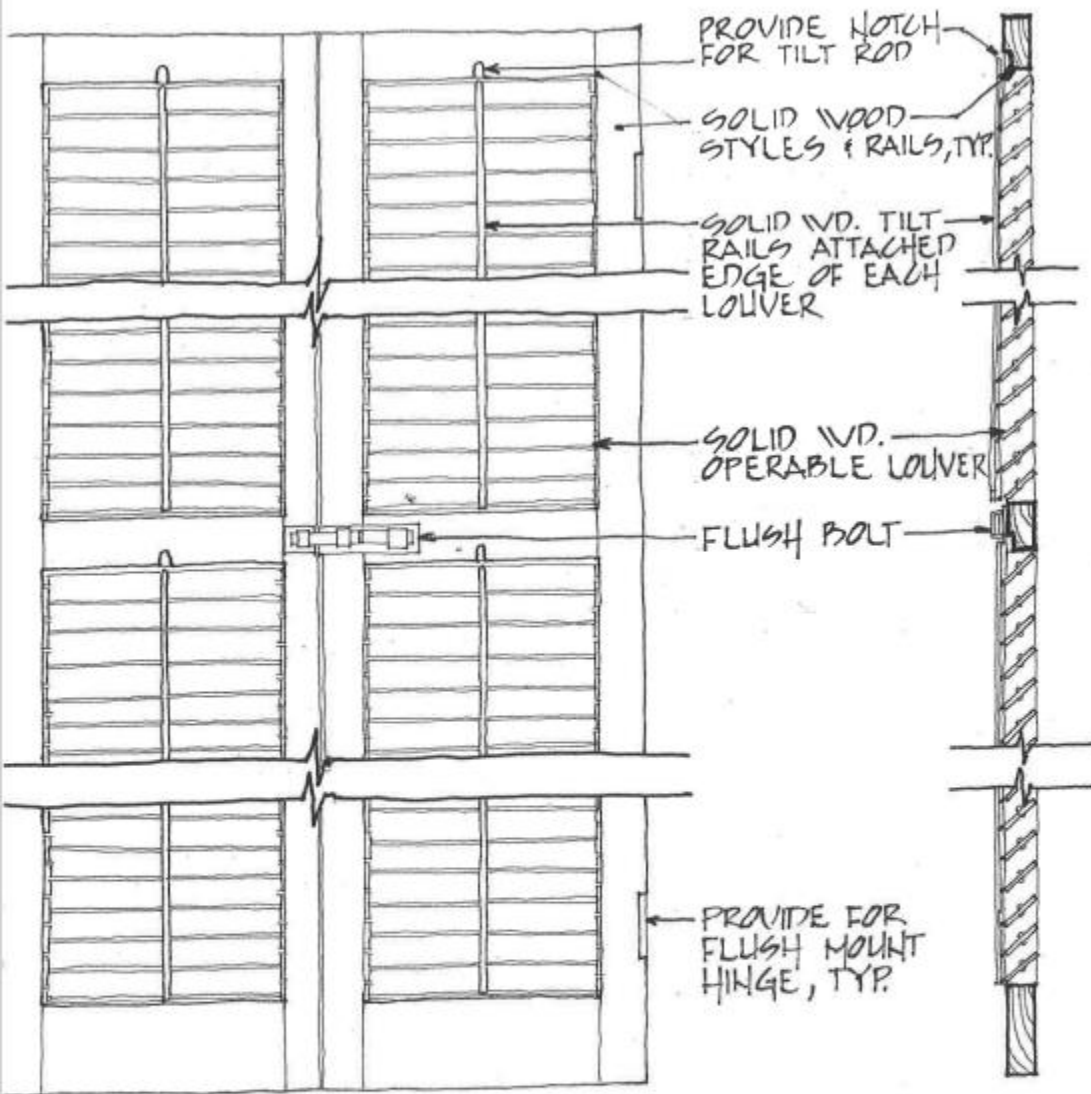 PROVIDE NOTCH
FOR TILT ROD
SOLID WOOD
STYLES & RAILS, TYP.
SOLID WD. TILT
RAILS ATTACHED
EDGE OF EACH
LOUVER
SOLID WD.
OPERABLE LOUVER
FLUSH BOLT
PROVIDE FOR
FLUSH MOUNT
HINGE, TYP.